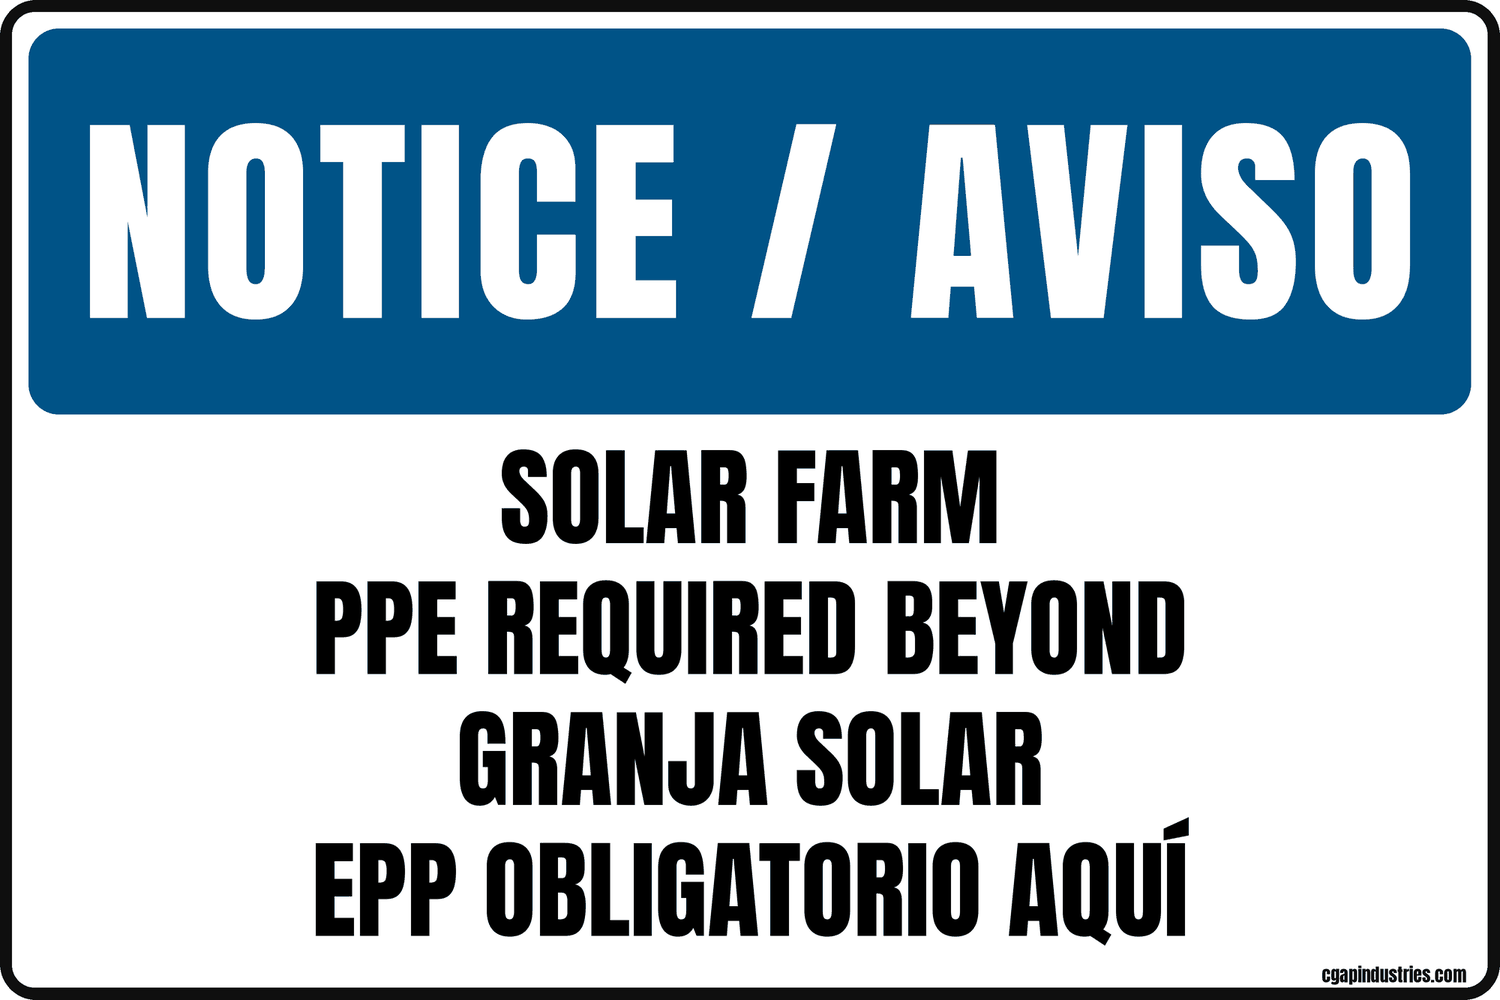 NOTICE / AVISO
SOLAR FARM
PPE REQUIRED BEYOND
GRANJA SOLAR
EPP OBLIGATORIO AQUÍ
cgapindustries.com